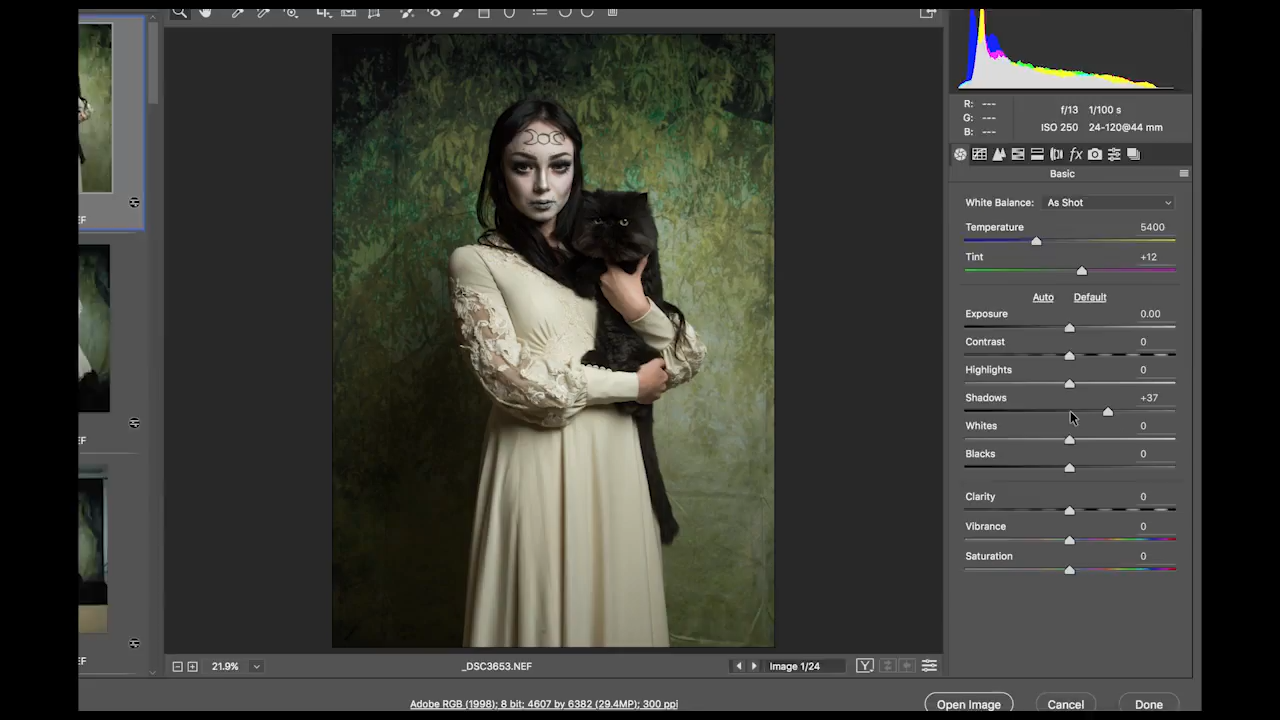 R: ---
G: ---
B: ---
f/13 1/100 s
ISO 250 24-120@44 mm
fx
Basic
White Balance: As Shot
Temperature 5400
Tint +12
Auto Default
Exposure 0.00
Contrast 0
Highlights 0
Shadows +37
Whites 0
Blacks 0
Clarity 0
Vibrance 0
Saturation 0
EF
EF
EF
21.9%
_DSC3653.NEF
Image 1/24
Y
Adobe RGB (1998); 8 bit; 4607 by 6382 (29.4MP); 300 ppi
Open Image
Cancel
Done